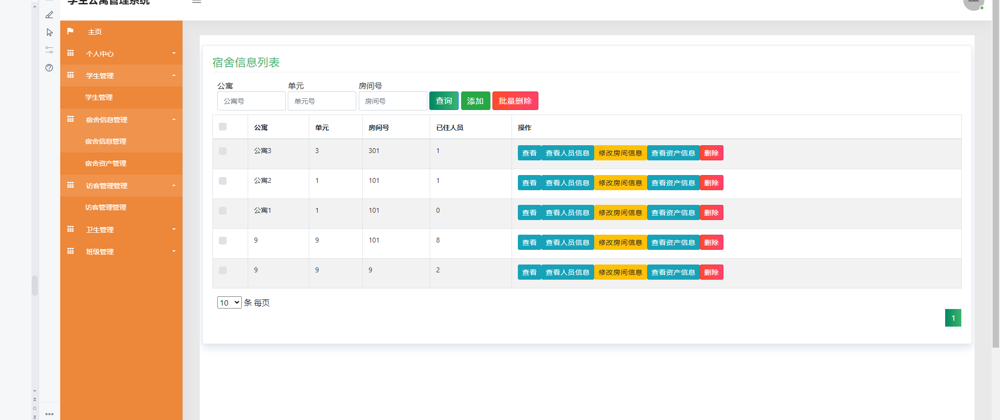 学生公寓管理系统
主页
个人中心
学生管理
学生管理
宿舍信息管理
宿舍信息管理
宿舍资产管理
访客管理管理
访客管理管理
卫生管理
班级管理
宿舍信息列表
公寓 单元 房间号
公寓号 单元号 房间号 查询 添加 批量删除
公寓 单元 房间号 已住人员 操作
公寓3 3 301 1 查看 查看人员信息 修改房间信息 查看资产信息 删除
公寓2 1 101 1 查看 查看人员信息 修改房间信息 查看资产信息 删除
公寓1 1 101 0 查看 查看人员信息 修改房间信息 查看资产信息 删除
9 9 101 8 查看 查看人员信息 修改房间信息 查看资产信息 删除
9 9 9 2 查看 查看人员信息 修改房间信息 查看资产信息 删除
10 条 每页
1